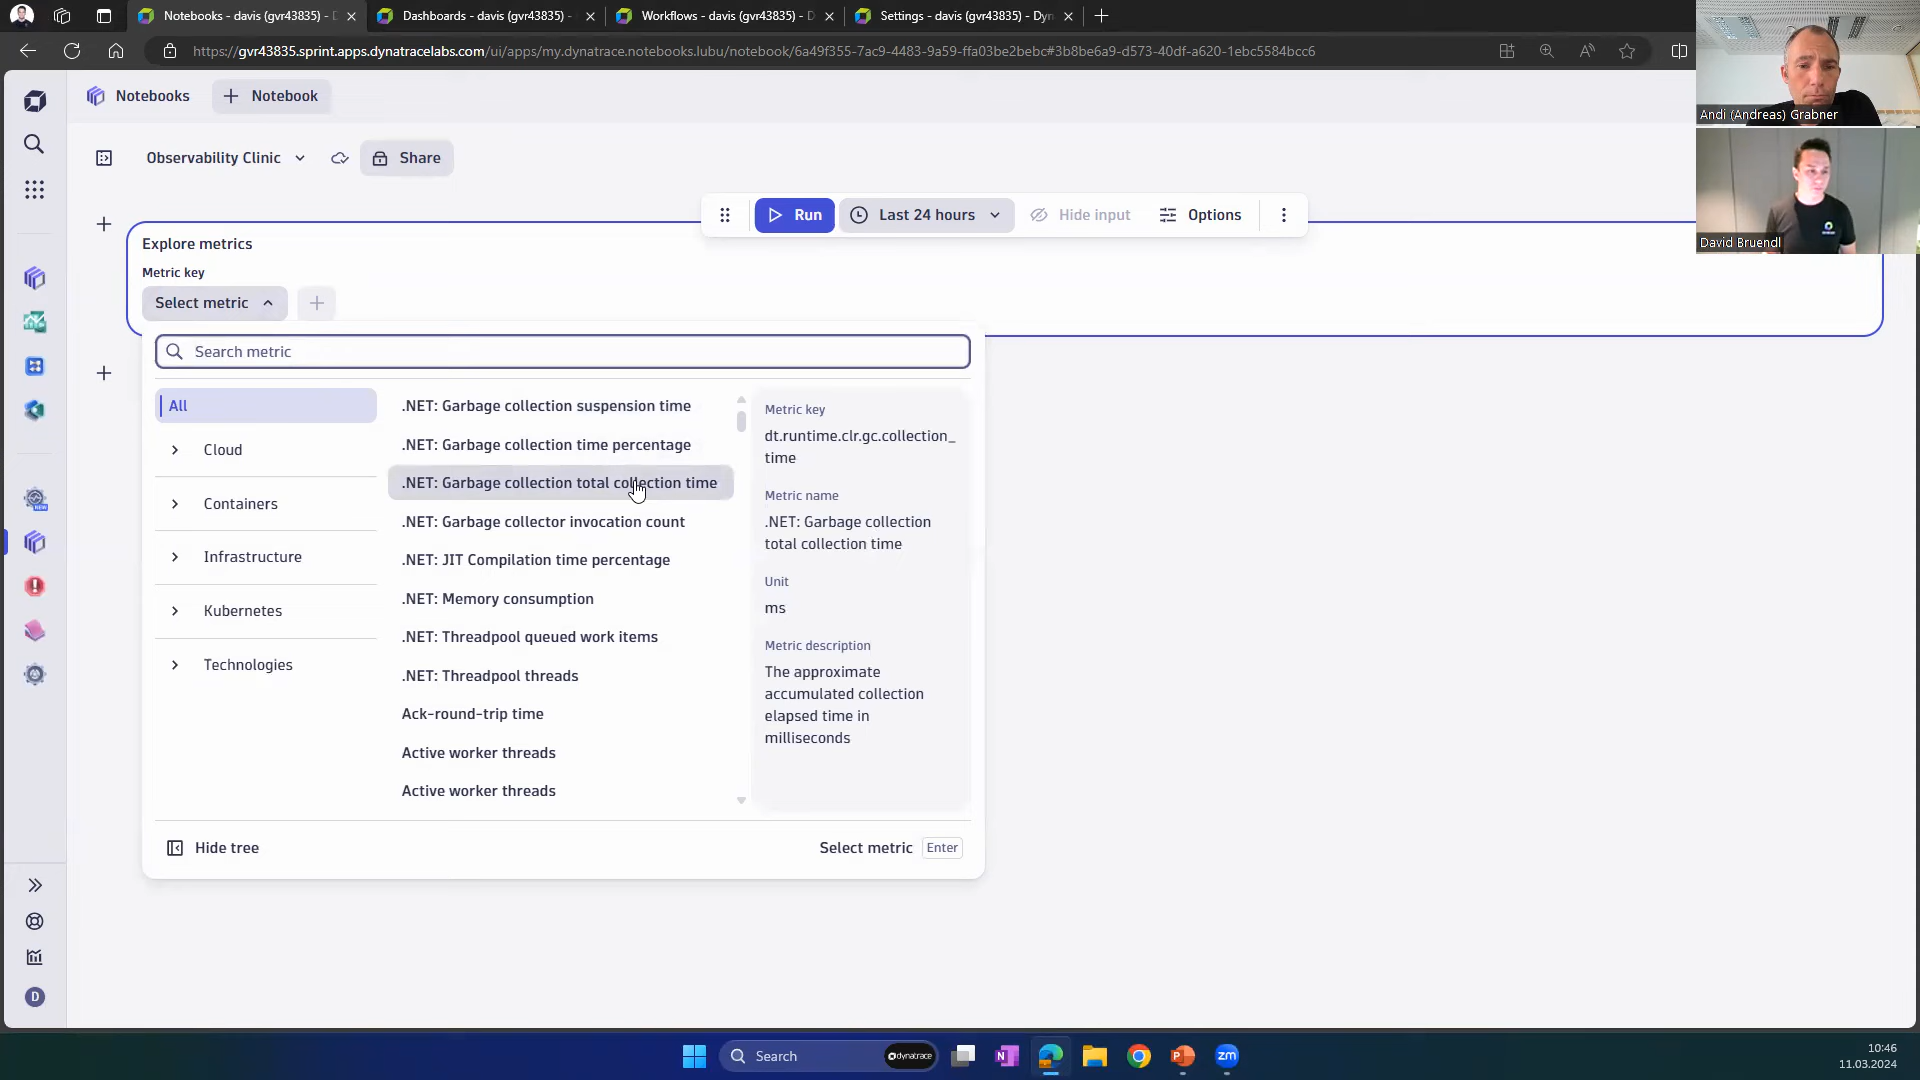 Notebooks - davis (gvr43835) - D
Dashboards - davis (gvr43835) -
Workflows - davis (gvr43835) - D
Settings - davis (gvr43835) - Dyn
https://gvr43835.sprint.apps.dynatracelabs.com/ui/apps/my.dynatrace.notebooks.lubu/notebook/6a49f355-7ac9-4483-9a59-ffa03be2bebc#3b8be6a9-d573-40df-a620-1ebc5584bcc6
Andi (Andreas) Grabner
David Bruendl
Notebooks
Notebook
Observability Clinic
Share
Run
Last 24 hours
Hide input
Options
Explore metrics
Metric key
Select metric
Search metric
All
Cloud
Containers
Infrastructure
Kubernetes
Technologies
.NET: Garbage collection suspension time
.NET: Garbage collection time percentage
.NET: Garbage collection total collection time
.NET: Garbage collector invocation count
.NET: JIT Compilation time percentage
.NET: Memory consumption
.NET: Threadpool queued work items
.NET: Threadpool threads
Ack-round-trip time
Active worker threads
Active worker threads
Metric key
dt.runtime.clr.gc.collection_
time
Metric name
.NET: Garbage collection
total collection time
Unit
ms
Metric description
The approximate
accumulated collection
elapsed time in
milliseconds
Hide tree
Select metric
Enter
NEW
D
Search
dynatrace
zm
10:46
11.03.2024